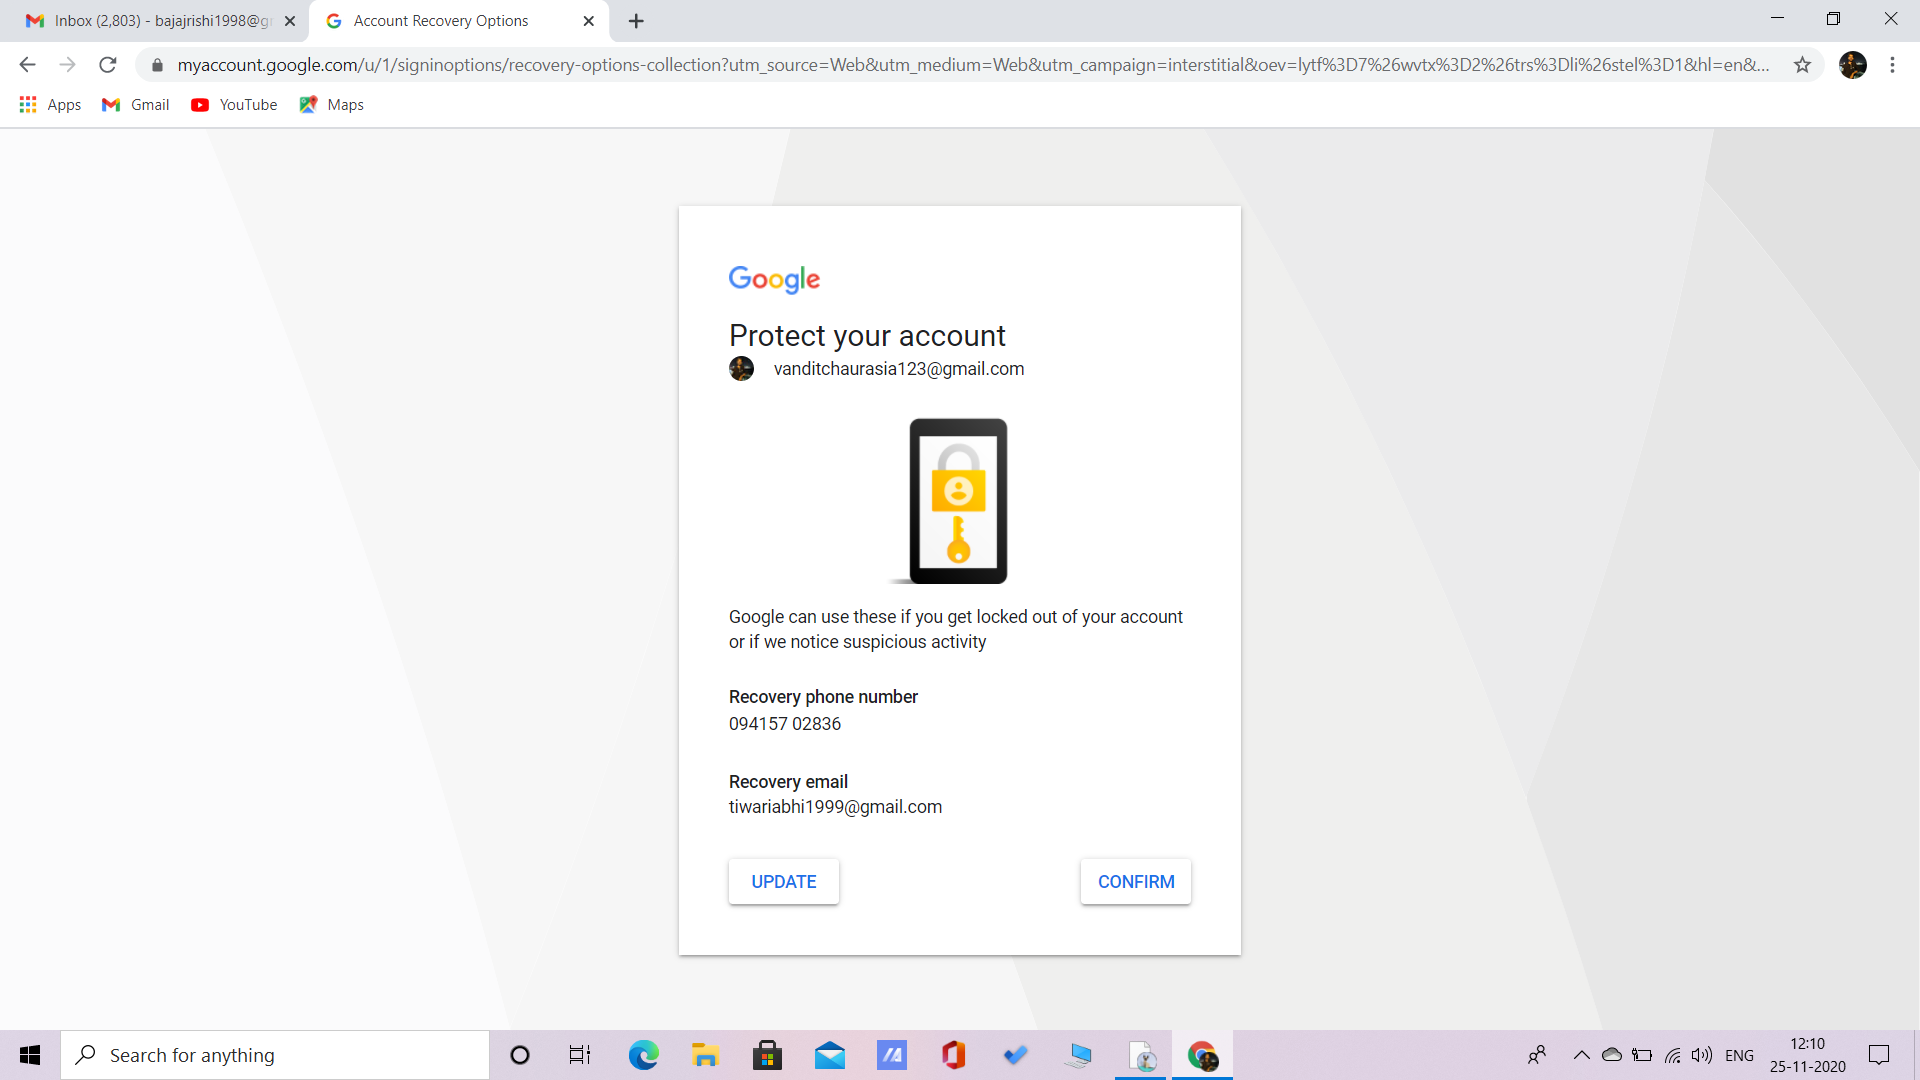 Inbox (2,803) - bajajrishi1998@g
Account Recovery Options
myaccount.google.com/u/1/signinoptions/recovery-options-collection?utm_source=Web&utm_medium=Web&utm_campaign=interstitial&oev=lytf%3D7%26wvtx%3D2%26trs%3Dli%26stel%3D1&hl=en&...
Apps
Gmail
YouTube
Maps
Google
Protect your account
vanditchaurasia123@gmail.com
Google can use these if you get locked out of your account
or if we notice suspicious activity
Recovery phone number
094157 02836
Recovery email
tiwariabhi1999@gmail.com
UPDATE
CONFIRM
Search for anything
ENG
12:10
25-11-2020